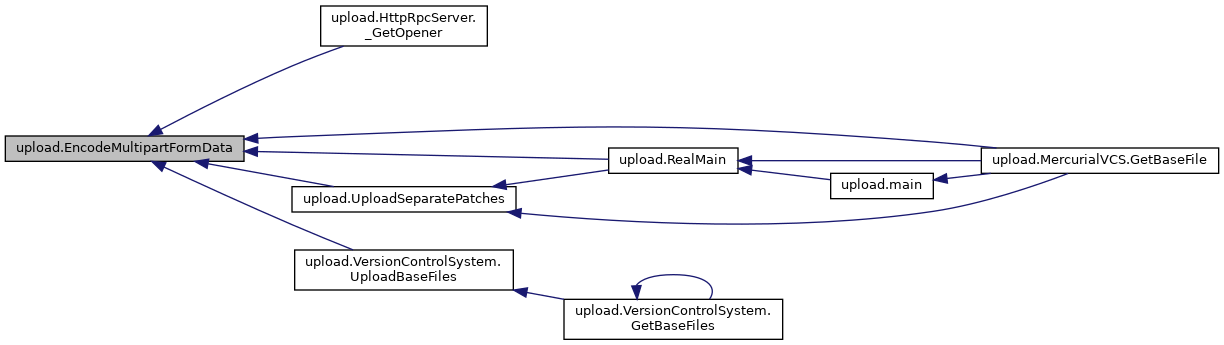 upload.HttpRpcServer.
_GetOpener
upload.EncodeMultipartFormData
upload.RealMain
upload.MercurialVCS.GetBaseFile
upload.main
upload.UploadSeparatePatches
upload.VersionControlSystem.
UploadBaseFiles
upload.VersionControlSystem.
GetBaseFiles